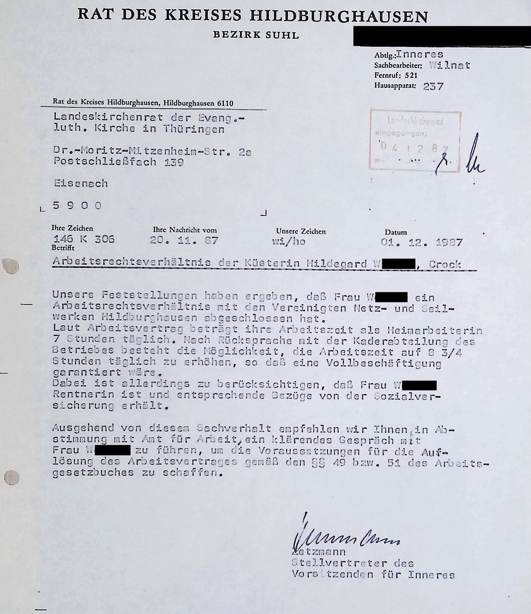 RAT DES KREISES HILDBURGHAUSEN
BEZIRK SUHL
Abtlg.: Inneres
Sachbearbeiter: Wilnat
Fernruf: 521
Hausapparat: 237
Rat des Kreises Hildburghausen, Hildburghausen 6110
Landeskirchenrat der Evang.-
luth. Kirche in Thüringen
Dr.-Moritz-Mitzenheim-Str. 2a
Postschließfach 139
Eisenach
5900
Landeskirchenrat
eingegangen:
041287
Ihre Zeichen Ihre Nachricht vom Unsere Zeichen Datum
146 K 306 20. 11. 87 wi/ho 01. 12. 1987
Betrifft
Arbeitsrechtsverhältnis der Küsterin Hildegard W, Crock
Unsere Feststellungen haben ergeben, daß Frau W ein
Arbeitsrechtsverhältnis mit den Vereinigten Netz- und Seil-
werken Hildburghausen abgeschlossen hat.
Laut Arbeitsvertrag beträgt ihre Arbeitszeit als Heimarbeiterin
7 Stunden täglich. Nach Rücksprache mit der Kaderabteilung des
Betriebes besteht die Möglichkeit, die Arbeitszeit auf 8 3/4
Stunden täglich zu erhöhen, so daß eine Vollbeschäftigung
garantiert wäre.
Dabei ist allerdings zu berücksichtigen, daß Frau W
Rentnerin ist und entsprechende Bezüge von der Sozialver-
sicherung erhält.
Ausgehend von diesem Sachverhalt empfehlen wir Ihnen, in Ab-
stimmung mit Amt für Arbeit, ein klärendes Gespräch mit
Frau W zu führen, um die Voraussetzungen für die Auf-
lösung des Arbeitsvertrages gemäß den §§ 49 bzw. 51 des Arbeits-
gesetzbuches zu schaffen.
Zetzmann
Stellvertreter des
Vorsitzenden für Inneres